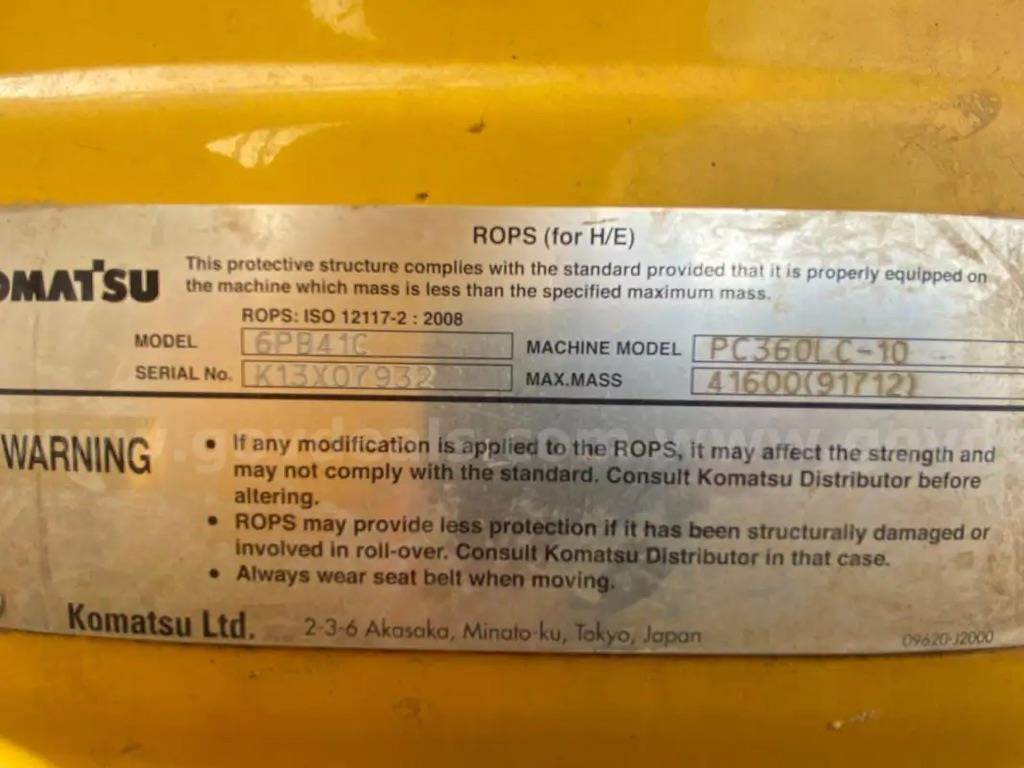 ROPS (for H/E)
OMATSU
This protective structure complies with the standard provided that it is properly equipped on
the machine which mass is less than the specified maximum mass.
ROPS: ISO 12117-2 : 2008
MODEL 6PB41C MACHINE MODEL PC360LC-10
SERIAL No. K13X07932 MAX.MASS 41600(91712)
WARNING
• If any modification is applied to the ROPS, it may affect the strength and
may not comply with the standard. Consult Komatsu Distributor before
altering.
• ROPS may provide less protection if it has been structurally damaged or
involved in roll-over. Consult Komatsu Distributor in that case.
• Always wear seat belt when moving.
Komatsu Ltd. 2-3-6 Akasaka, Minato-ku, Tokyo, Japan
09620-J2000